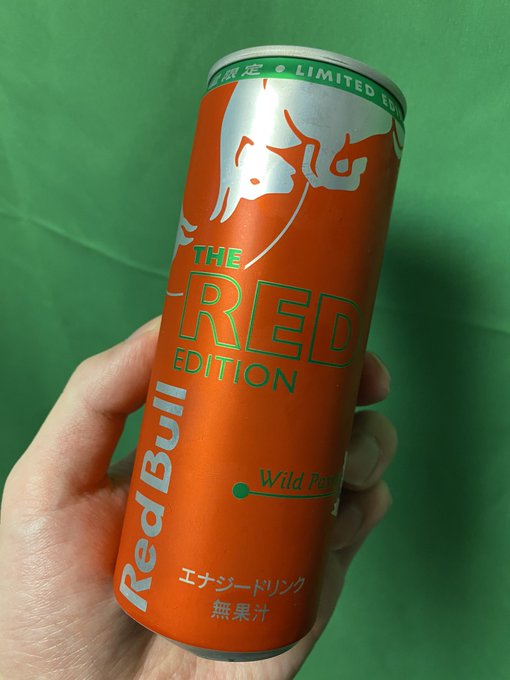 限定 • LIMITED
THE
RED
EDITION
Red Bull
Wild
エナジードリンク
無果汁